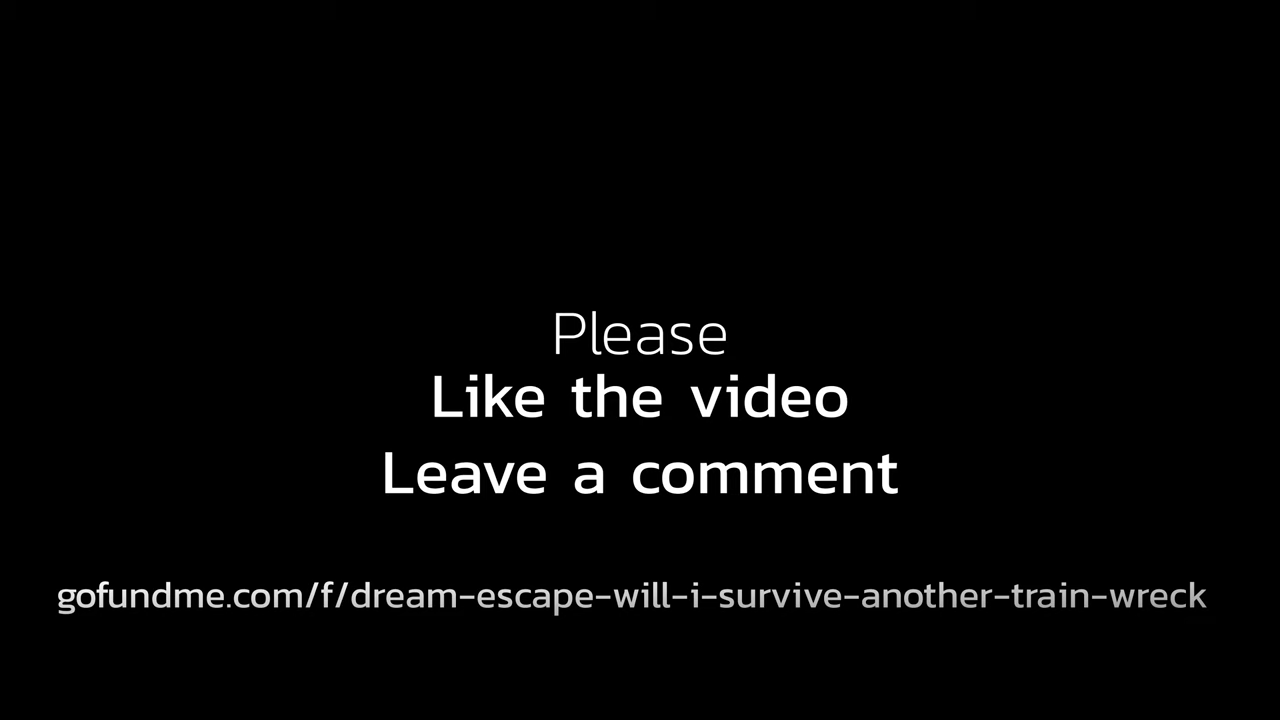 Please
Like the video
Leave a comment
gofundme.com/f/dream-escape-will-i-survive-another-train-wreck